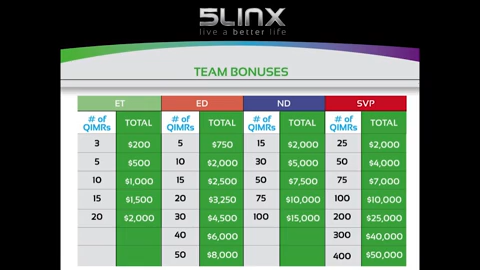 5LINX
live a better life
TEAM BONUSES
ET ED ND SVP
# of QIMRs TOTAL # of QIMRs TOTAL # of QIMRs TOTAL # of QIMRs TOTAL
3 $200 5 $750 15 $2,000 25 $2,000
5 $500 10 $2,000 30 $5,000 50 $4,000
10 $1,000 15 $2,500 50 $7,500 75 $7,000
15 $1,500 20 $3,250 75 $10,000 100 $10,000
20 $2,000 30 $4,500 100 $15,000 200 $25,000
40 $6,000 300 $40,000
50 $8,000 400 $50,000